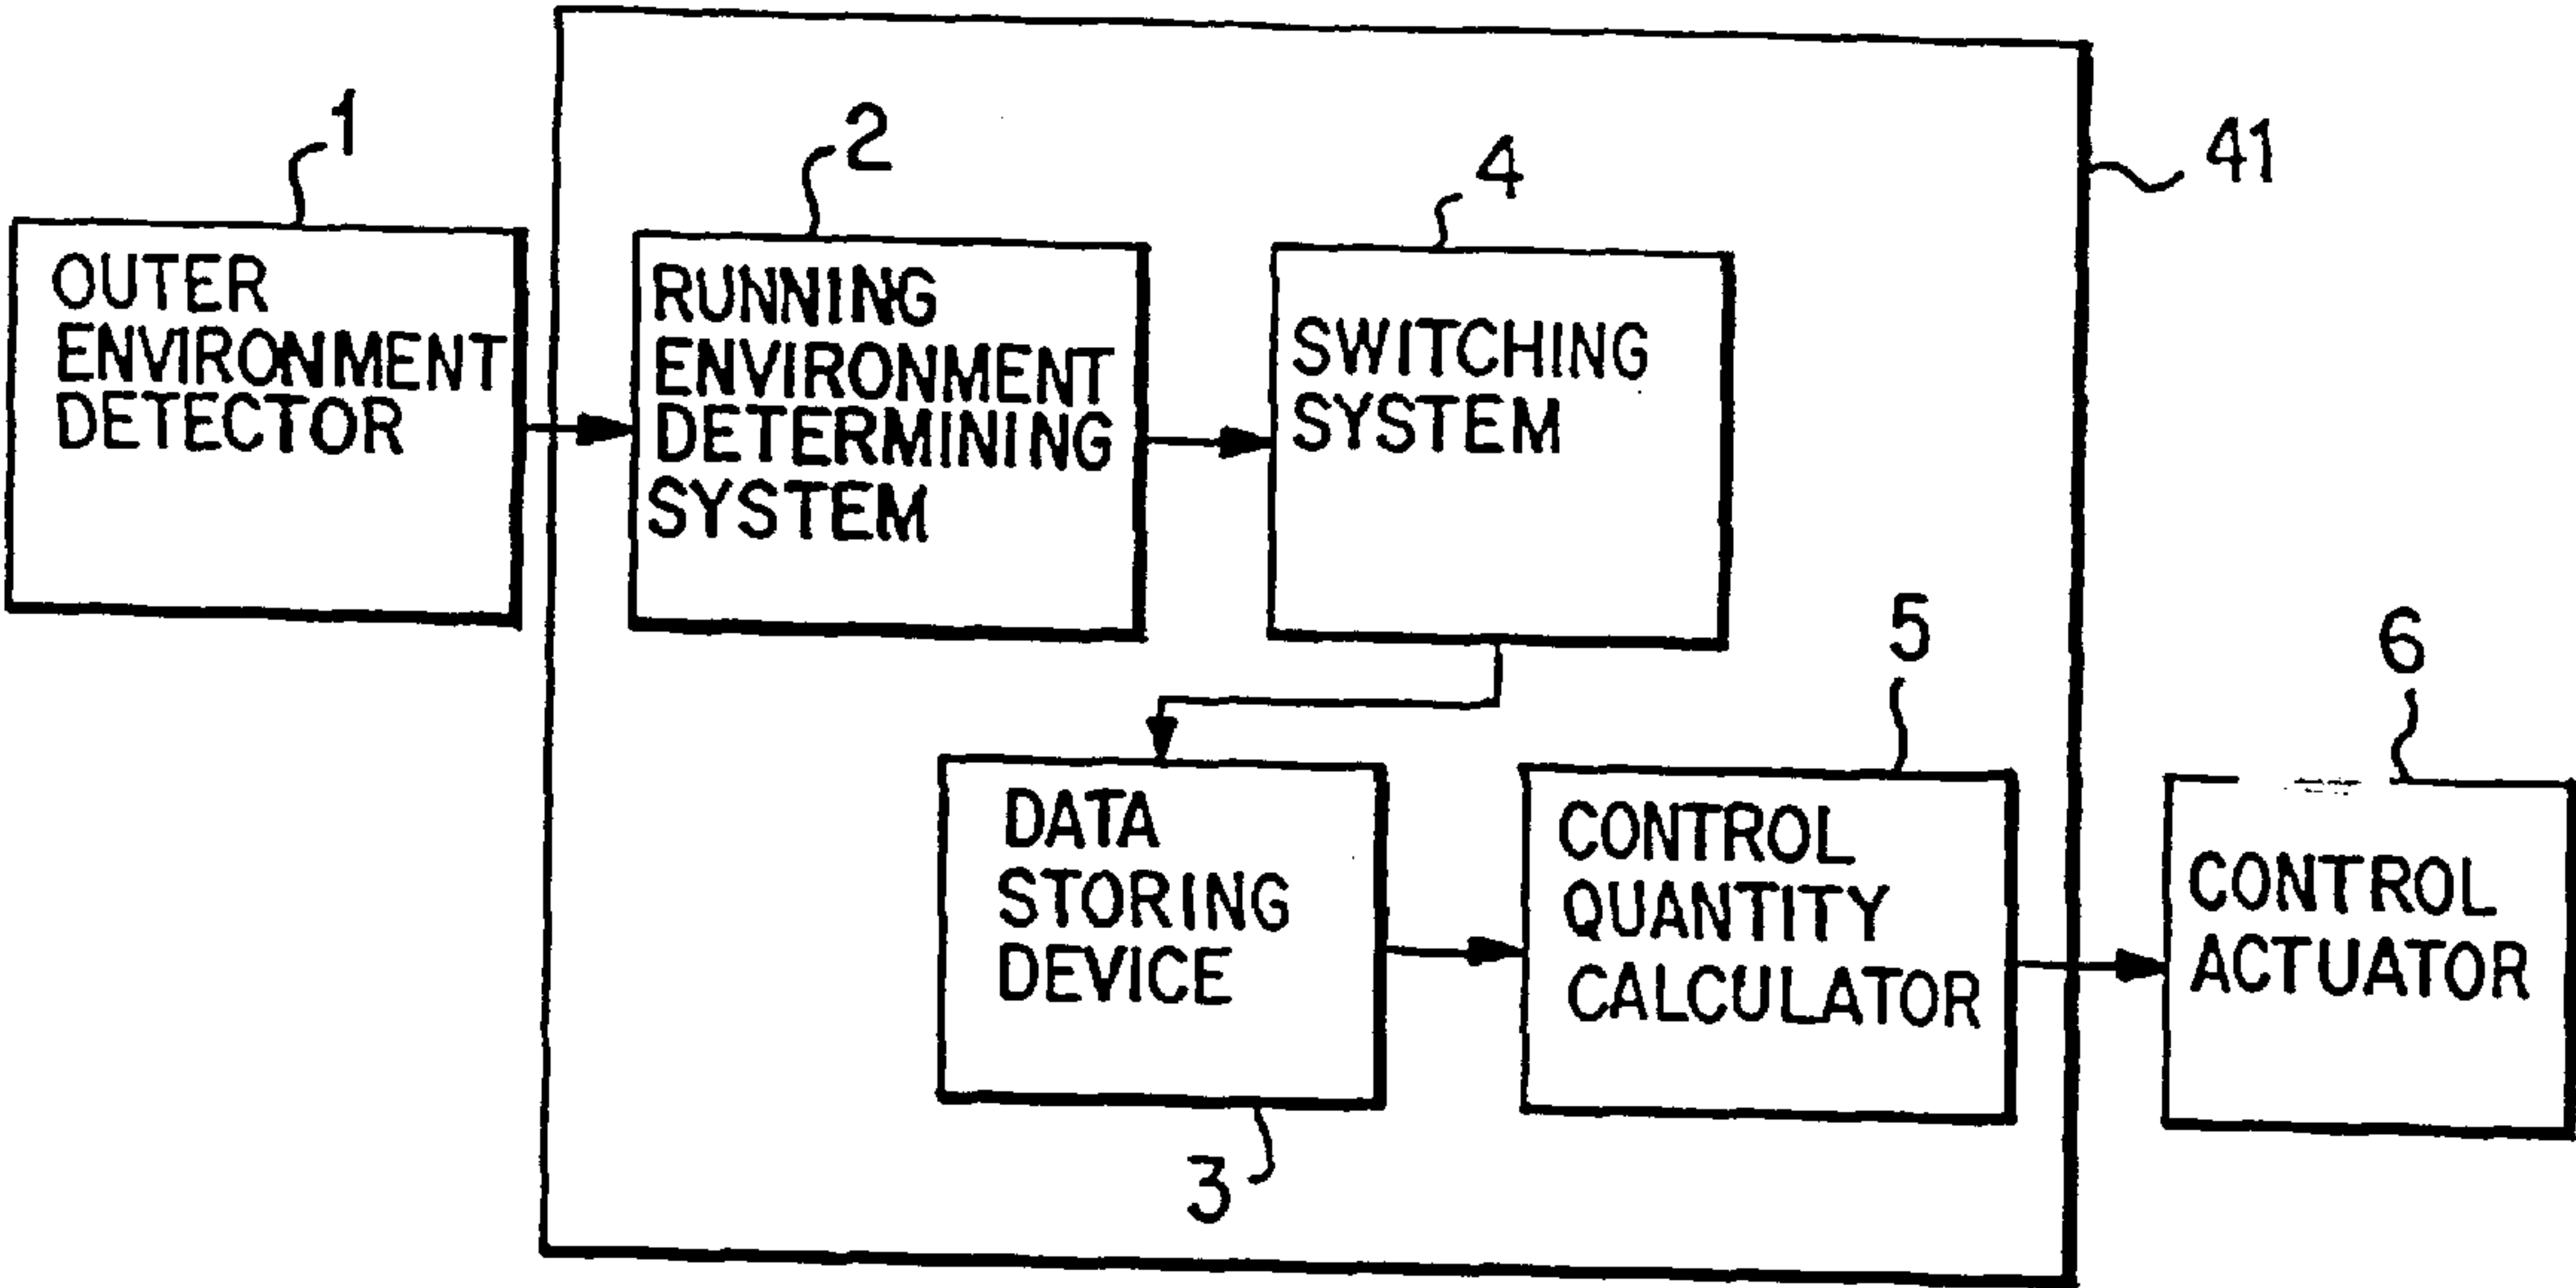 1
OUTER
ENVIRONMENT
DETECTOR
2
RUNNING
ENVIRONMENT
DETERMINING
SYSTEM
4
SWITCHING
SYSTEM
41
DATA
STORING
DEVICE
3
5
CONTROL
QUANTITY
CALCULATOR
6
CONTROL
ACTUATOR